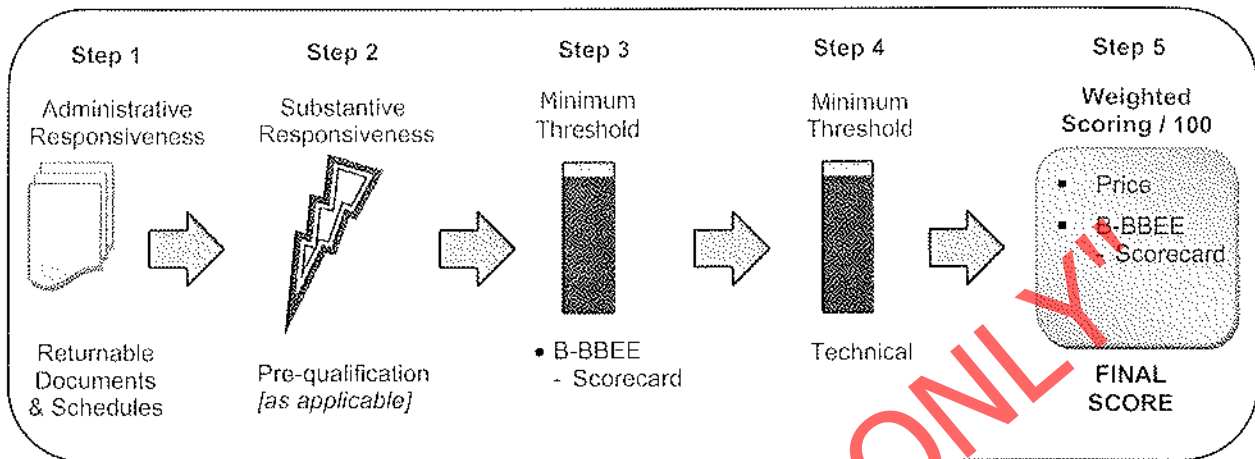 Step 1
Administrative
Responsiveness
Returnable
Documents
& Schedules
Step 2
Substantive
Responsiveness
Pre-qualification
[as applicable]
Step 3
Minimum
Threshold
• B-BBEE
- Scorecard
Step 4
Minimum
Threshold
Technical
Step 5
Weighted
Scoring / 100
▪ Price
▪ B-BBEE
- Scorecard
FINAL
SCORE
ONLY"